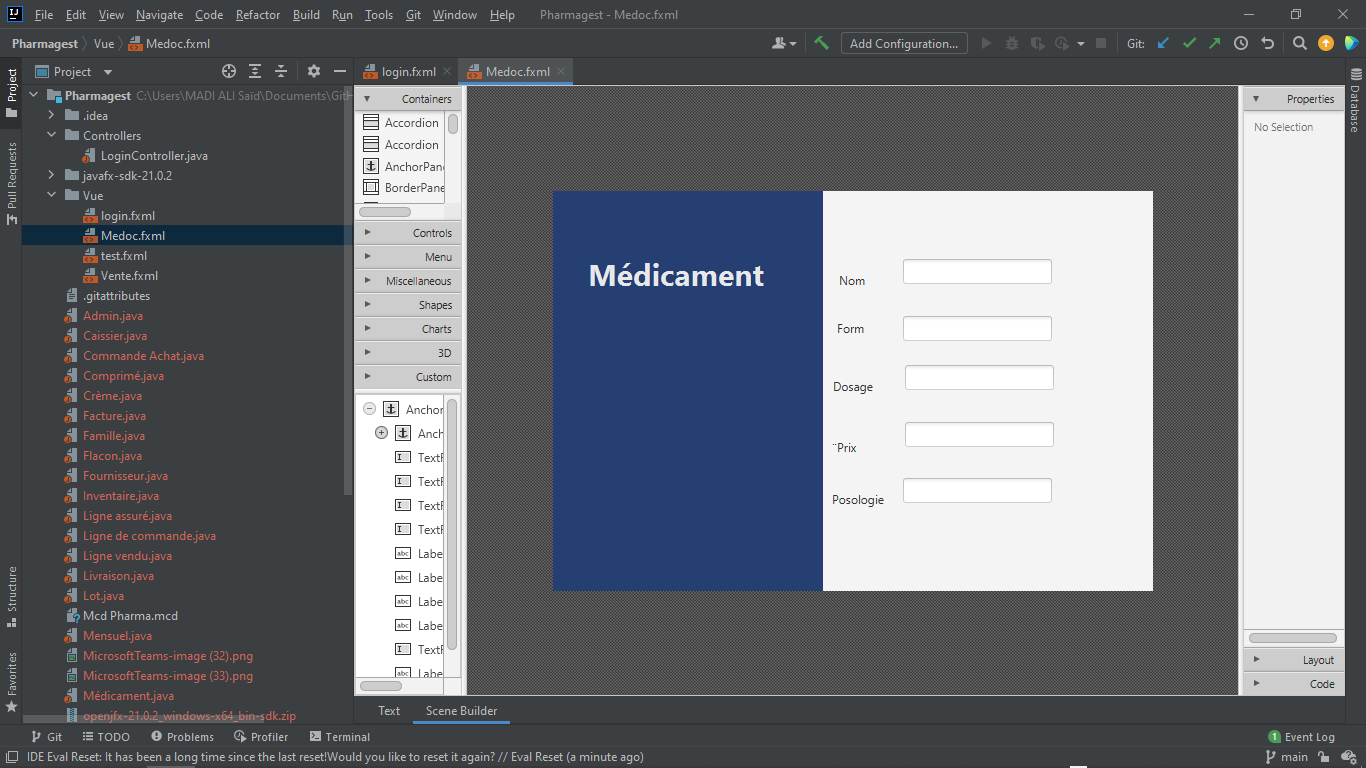 File Edit View Navigate Code Refactor Build Run Tools Git Window Help Pharmagest - Medoc.fxml
Pharmagest Vue Medoc.fxml Add Configuration... Git:
Project
login.fxml Medoc.fxml
Pharmagest C:\Users\MADI ALI Saïd\Documents\GitH
.idea
Controllers
LoginController.java
javafx-sdk-21.0.2
Vue
login.fxml
Medoc.fxml
test.fxml
Vente.fxml
.gitattributes
Admin.java
Caissier.java
Commande Achat.java
Comprimé.java
Crème.java
Facture.java
Famille.java
Flacon.java
Fournisseur.java
Inventaire.java
Ligne assuré.java
Ligne de commande.java
Ligne vendu.java
Livraison.java
Lot.java
Mcd Pharma.mcd
Mensuel.java
MicrosoftTeams-image (32).png
MicrosoftTeams-image (33).png
Médicament.java
openjfx-21.0.2_windows-x64_bin-sdk.zip
Project
Pull Requests
Structure
Favorites
Containers
Accordion
Accordion
AnchorPane
BorderPane
Controls
Menu
Miscellaneous
Shapes
Charts
3D
Custom
Anchor
Anch
TextF
TextF
TextF
TextF
Labe
Labe
Labe
Labe
TextF
Labe
Médicament
Nom
Form
Dosage
¨Prix
Posologie
Properties
No Selection
Layout
Code
Database
Text Scene Builder
Git TODO Problems Profiler Terminal 1 Event Log
IDE Eval Reset: It has been a long time since the last reset!Would you like to reset it again? // Eval Reset (a minute ago) main